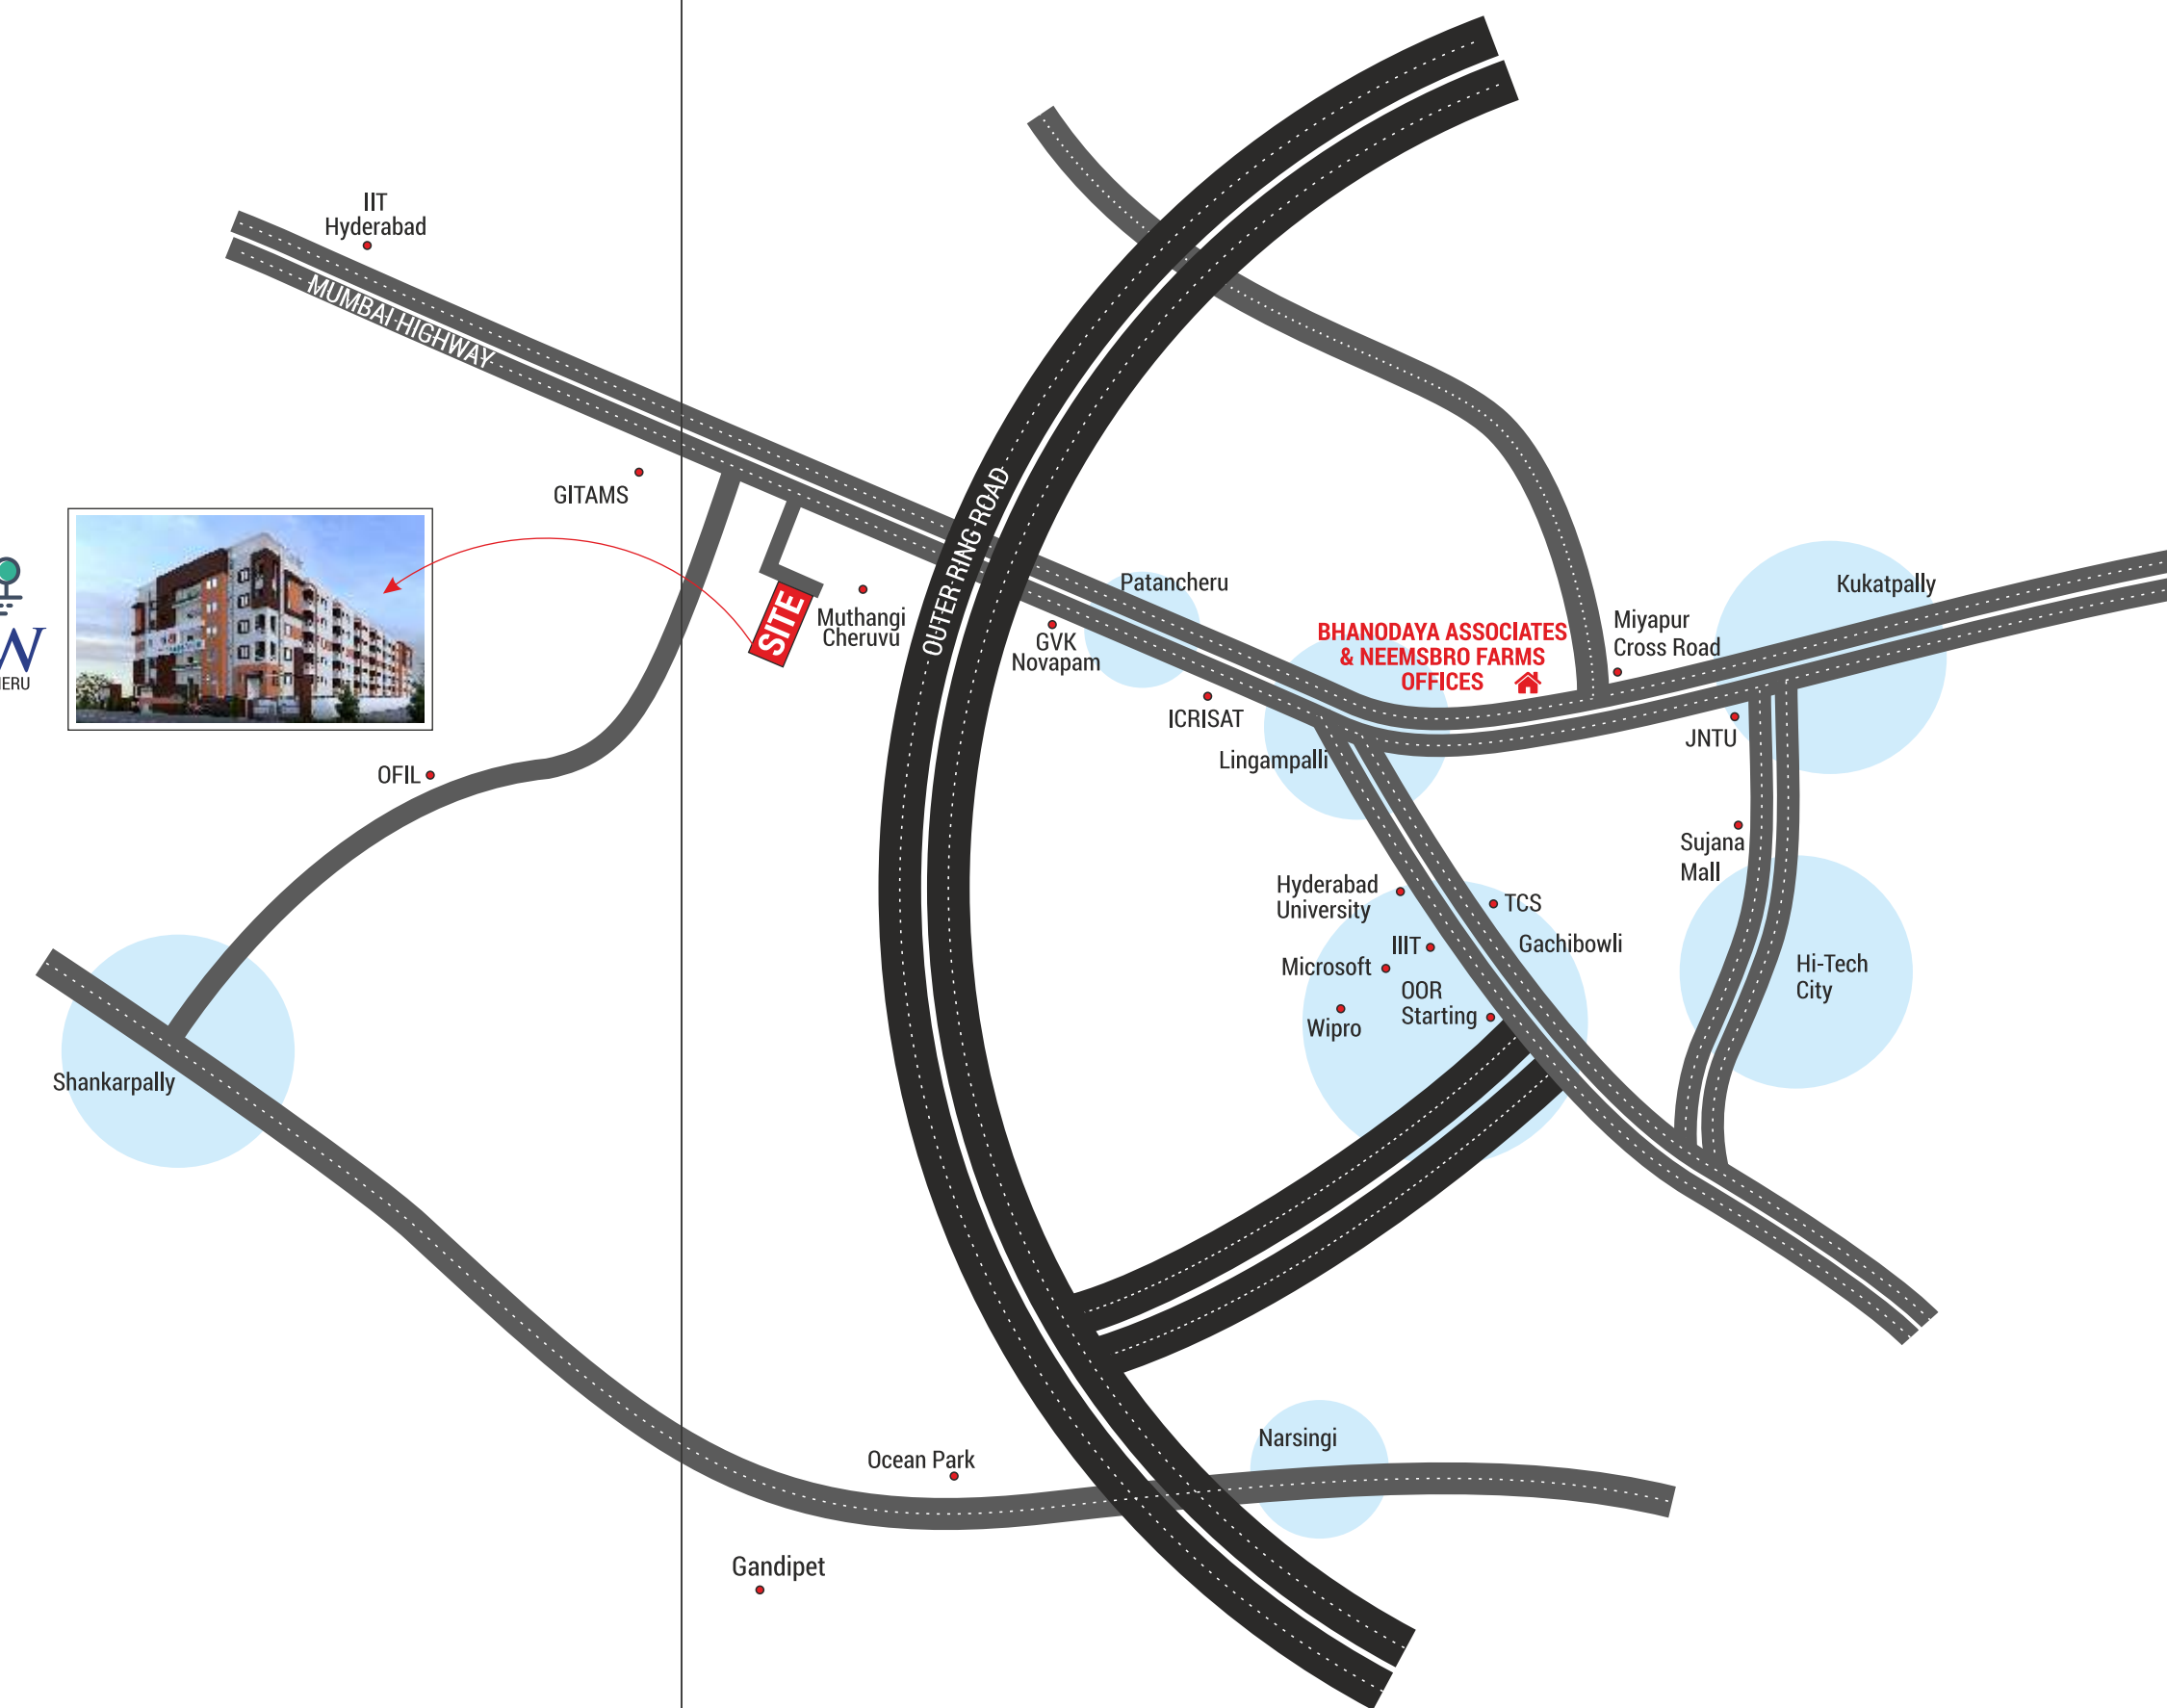 IIT
Hyderabad
MUMBAI HIGHWAY
GITAMS
SITE
Muthangi
Cheruvu
OUTER RING ROAD
GVK
Novapam
Patancheru
ICRISAT
BHANODAYA ASSOCIATES
& NEEMSBRO FARMS
OFFICES
Miyapur
Cross Road
Kukatpally
Lingampalli
JNTU
OFIL
Sujana
Mall
Hyderabad
University
TCS
IIIT
Gachibowli
Microsoft
OOR
Starting
Wipro
Hi-Tech
City
Shankarpally
Narsingi
Ocean Park
Gandipet